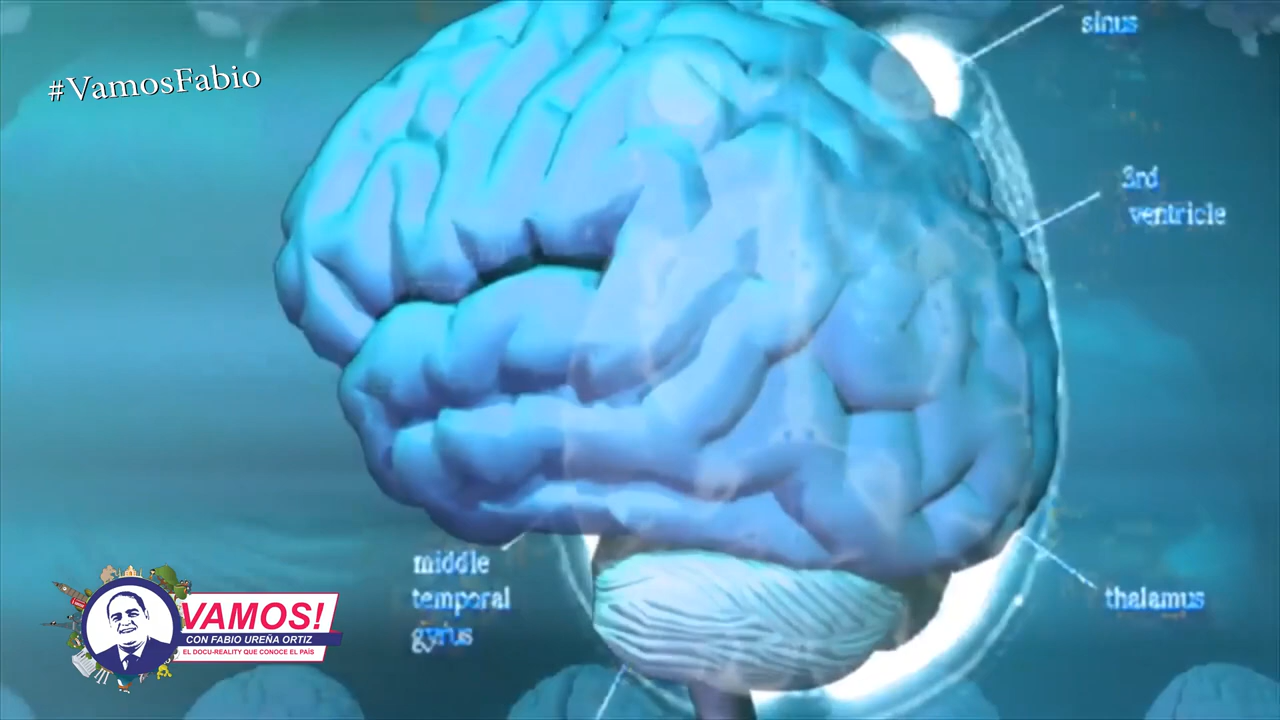 sinus
#VamosFabio
3rd
ventricle
middle
temporal
gyrus
thalamus
VAMOS!
CON FABIO UREÑA ORTIZ
EL DOCU-REALITY QUE CONOCE EL PAÍS